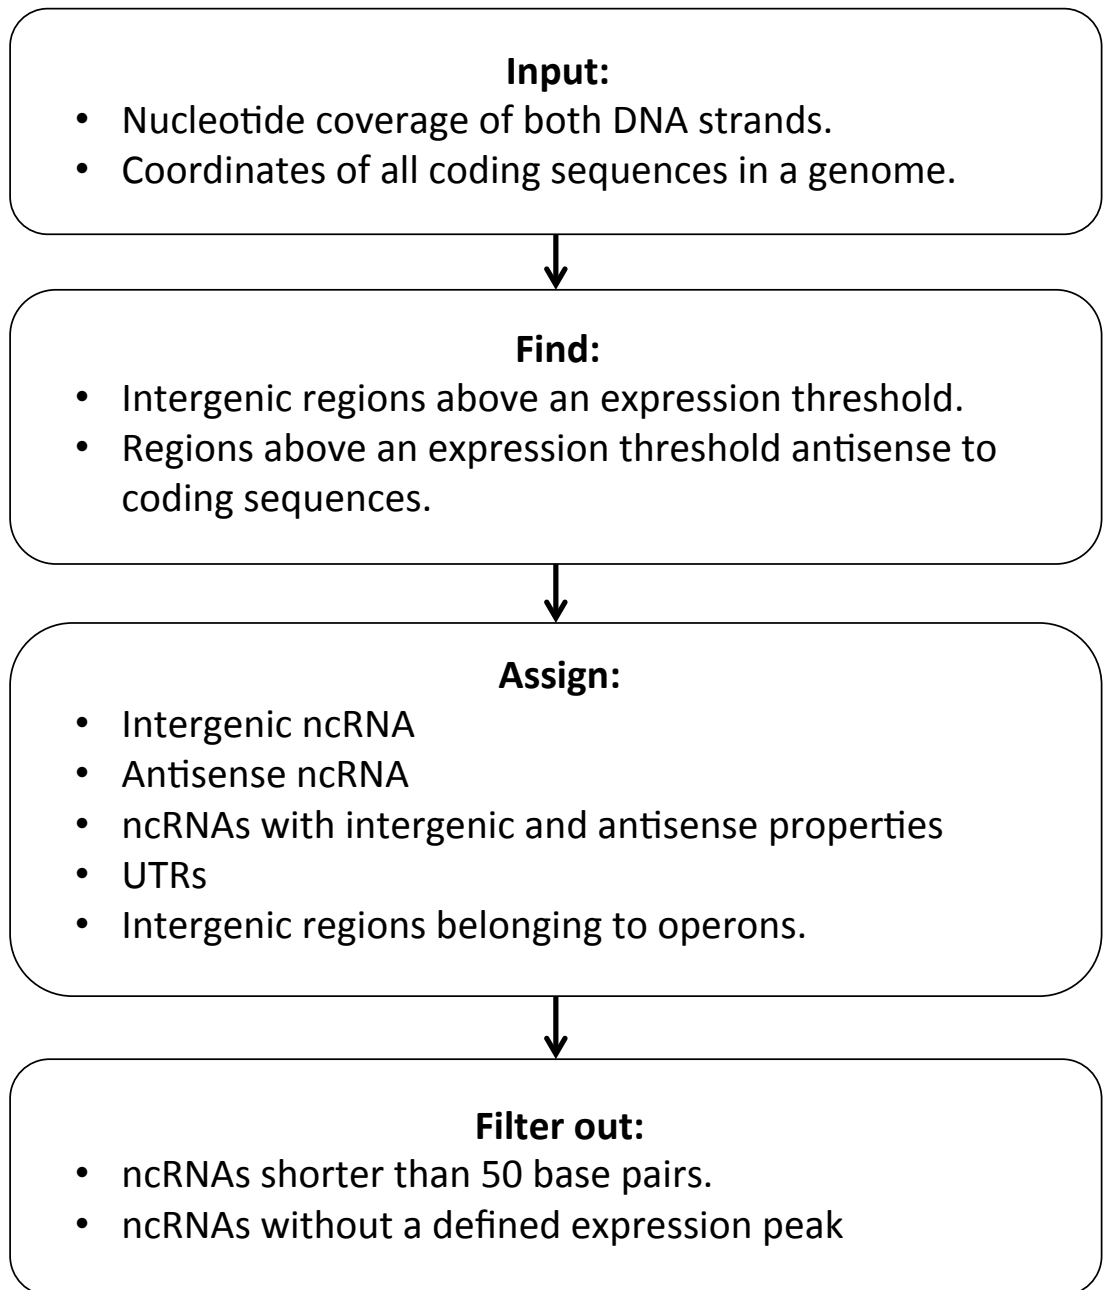 Input:
• Nucleotide coverage of both DNA strands.
• Coordinates of all coding sequences in a genome.
Find:
• Intergenic regions above an expression threshold.
• Regions above an expression threshold antisense to
coding sequences.
Assign:
• Intergenic ncRNA
• Antisense ncRNA
• ncRNAs with intergenic and antisense properties
• UTRs
• Intergenic regions belonging to operons.
Filter out:
• ncRNAs shorter than 50 base pairs.
• ncRNAs without a defined expression peak